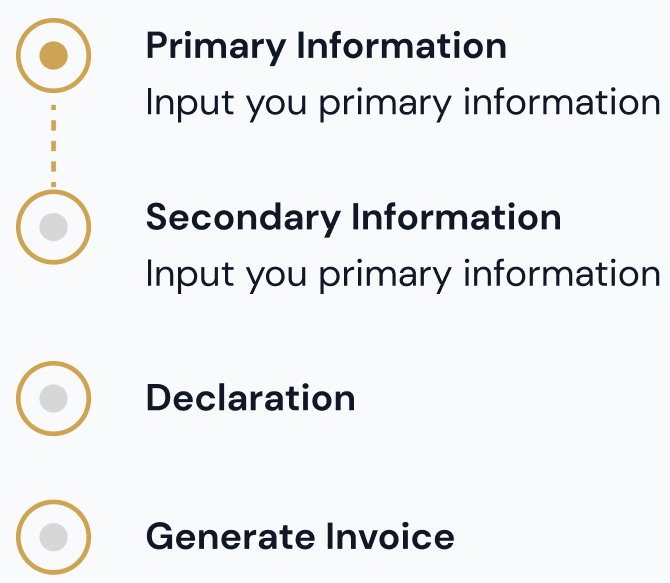 Primary Information
Input you primary information
Secondary Information
Input you primary information
Declaration
Generate Invoice